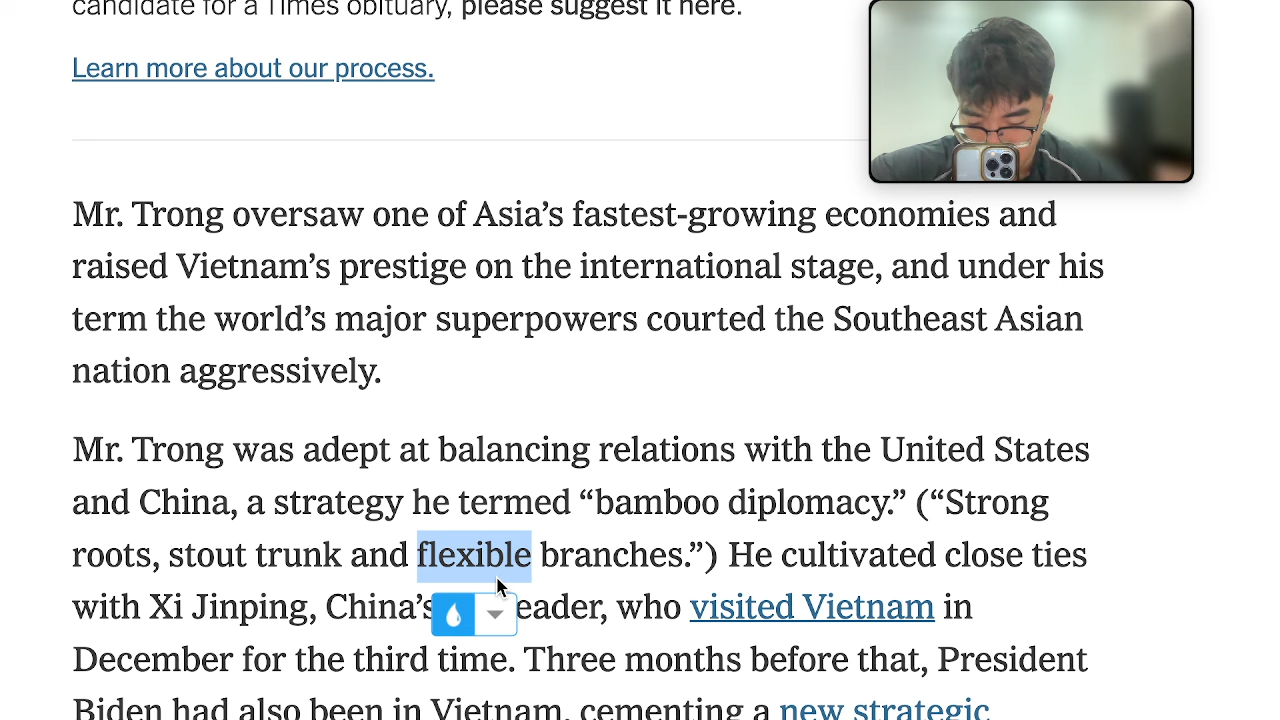 candidate for a Times obituary, please suggest it here.
Learn more about our process.
Mr. Trong oversaw one of Asia’s fastest-growing economies and
raised Vietnam’s prestige on the international stage, and under his
term the world’s major superpowers courted the Southeast Asian
nation aggressively.
Mr. Trong was adept at balancing relations with the United States
and China, a strategy he termed “bamboo diplomacy.” (“Strong
roots, stout trunk and flexible branches.”) He cultivated close ties
with Xi Jinping, China’s eader, who visited Vietnam in
December for the third time. Three months before that, President
Biden had also been in Vietnam, cementing a new strategic